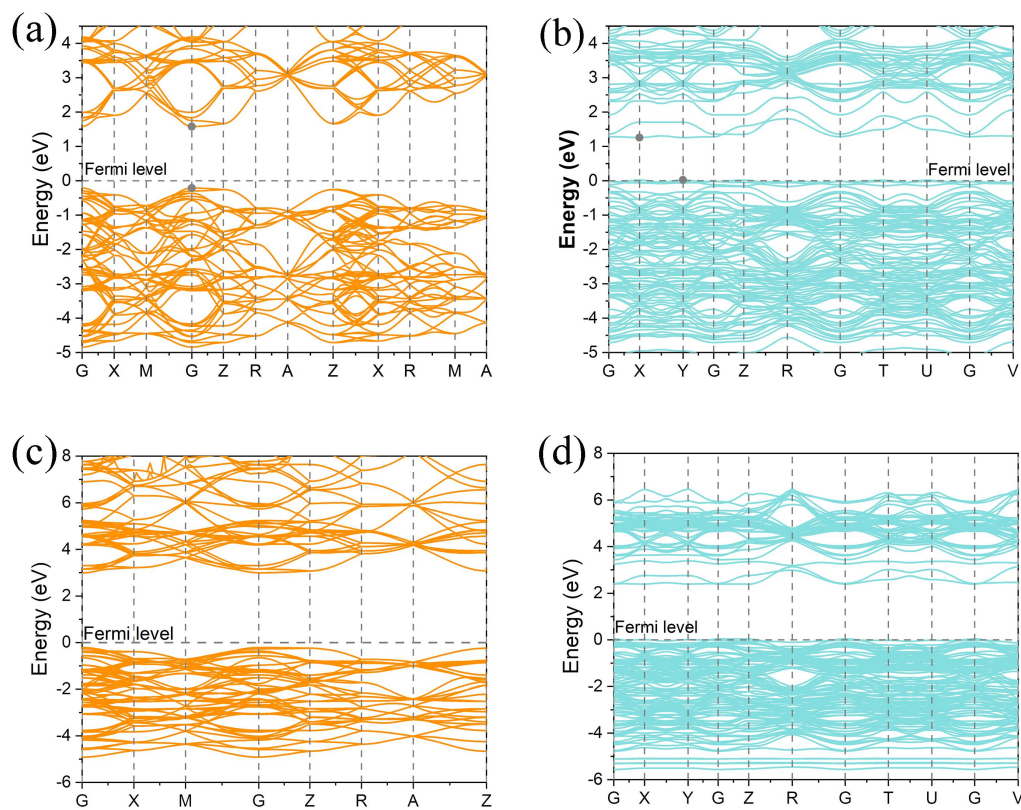 (a)
4
3
2
1
0
-1
-2
-3
-4
-5
Energy (eV)
Fermi level
G X M G Z R A Z X R M A
(b)
4
3
2
1
0
-1
-2
-3
-4
-5
Energy (eV)
Fermi level
G X Y G Z R G T U G V
(c)
8
6
4
2
0
-2
-4
-6
Energy (eV)
Fermi level
G X M G Z R A Z
(d)
8
6
4
2
0
-2
-4
-6
Energy (eV)
Fermi level
G X Y G Z R G T U G V